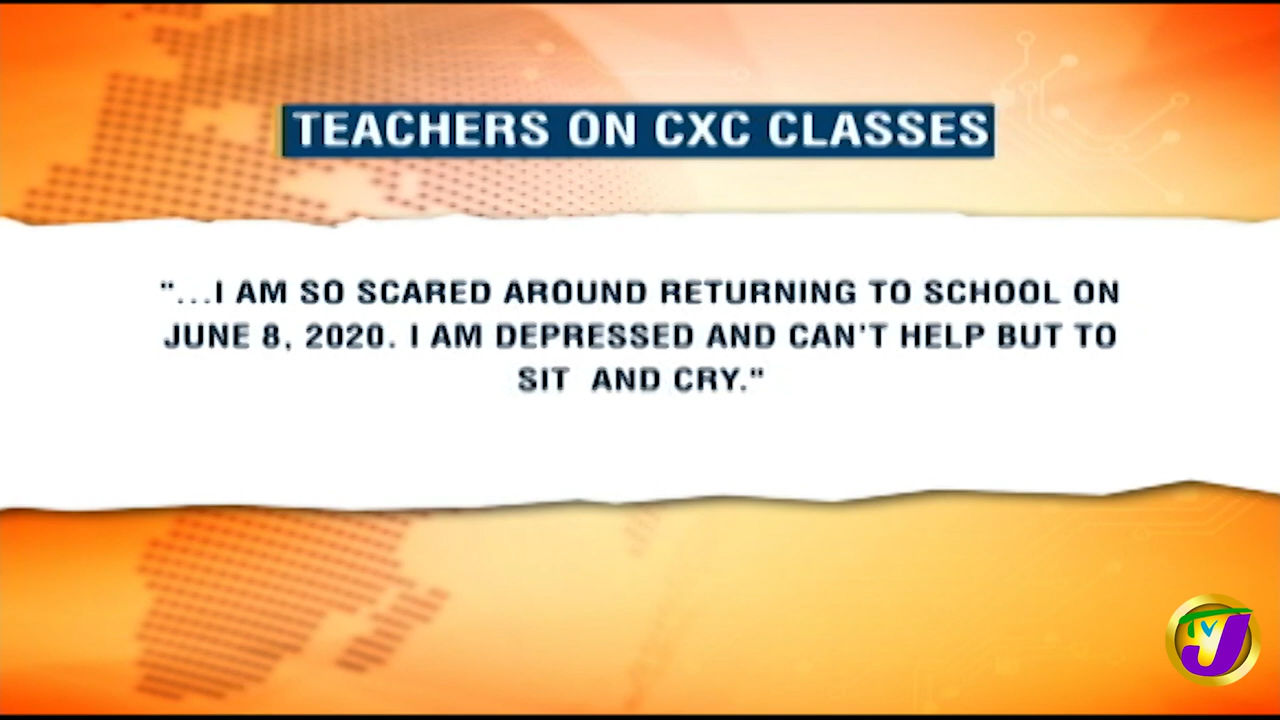 TEACHERS ON CXC CLASSES
"...I AM SO SCARED AROUND RETURNING TO SCHOOL ON
JUNE 8, 2020. I AM DEPRESSED AND CAN'T HELP BUT TO
SIT  AND CRY."
TVJ